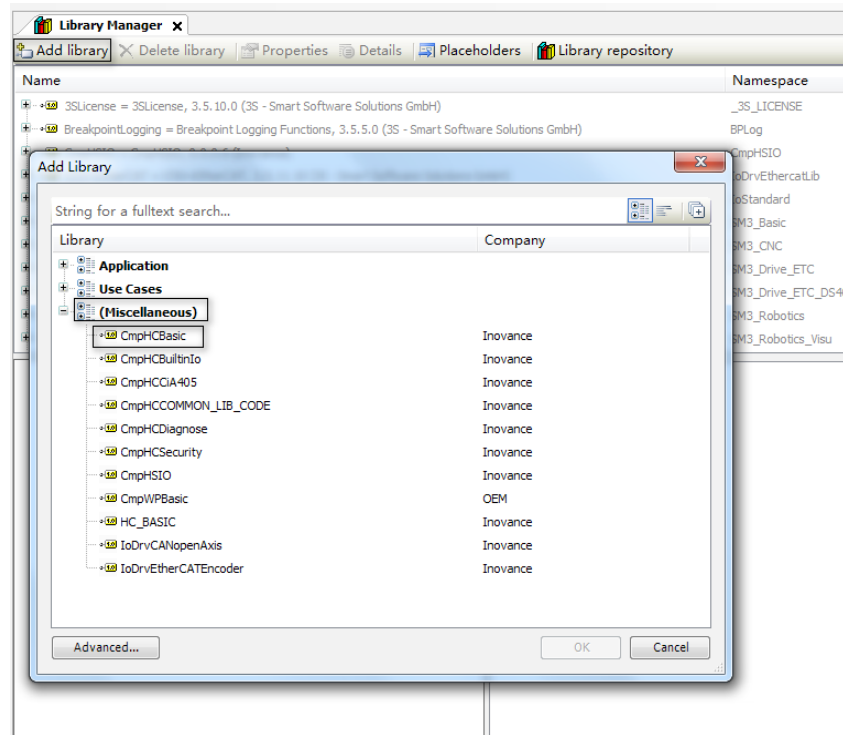 Library Manager
Add library Delete library Properties Details Placeholders Library repository
Name Namespace
3SLicense = 3SLicense, 3.5.10.0 (3S - Smart Software Solutions GmbH) _3S_LICENSE
BreakpointLogging = Breakpoint Logging Functions, 3.5.5.0 (3S - Smart Software Solutions GmbH) BPLog
CmpHSIO
Add Library
IoDrvEthercatLib
IoStandard
String for a fulltext search...
SM3_Basic
Library Company
SM3_CNC
Application
SM3_Drive_ETC
Use Cases
SM3_Drive_ETC_DS4
(Miscellaneous)
SM3_Robotics
CmpHCBasic Inovance
SM3_Robotics_Visu
CmpHCBuiltinIo Inovance
CmpHCCiA405 Inovance
CmpHCCOMMON_LIB_CODE Inovance
CmpHCDiagnose Inovance
CmpHCSecurity Inovance
CmpHSIO Inovance
CmpWPBasic OEM
HC_BASIC Inovance
IoDrvCANopenAxis Inovance
IoDrvEtherCATEncoder Inovance
Advanced... OK Cancel